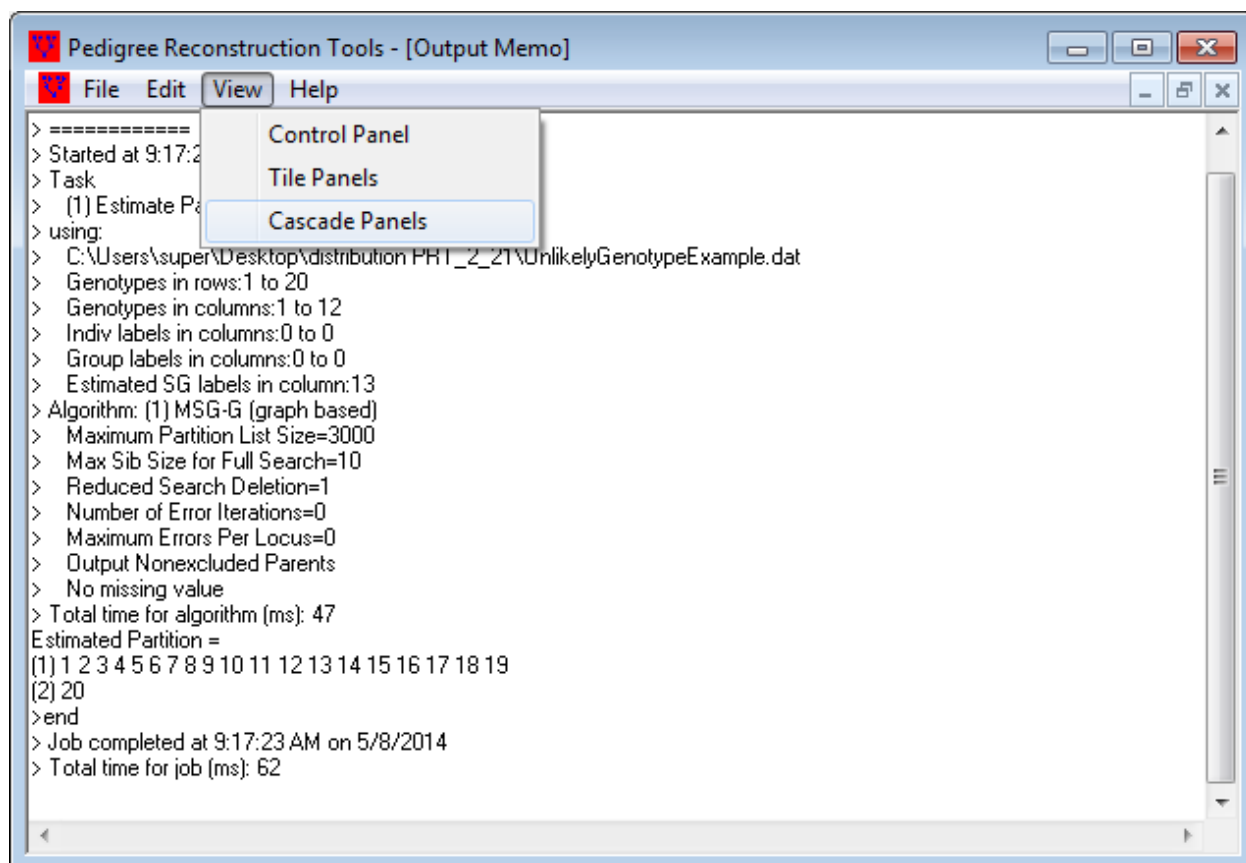 Pedigree Reconstruction Tools - [Output Memo]
File Edit View Help
Control Panel
Tile Panels
Cascade Panels
> ============
> Started at 9:17:2
> Task
> (1) Estimate Pa
> using:
> C:\Users\super\Desktop\distribution PRT_2_21\UnlikelyGenotypeExample.dat
> Genotypes in rows:1 to 20
> Genotypes in columns:1 to 12
> Indiv labels in columns:0 to 0
> Group labels in columns:0 to 0
> Estimated SG labels in column:13
> Algorithm: (1) MSG-G (graph based)
> Maximum Partition List Size=3000
> Max Sib Size for Full Search=10
> Reduced Search Deletion=1
> Number of Error Iterations=0
> Maximum Errors Per Locus=0
> Output Nonexcluded Parents
> No missing value
> Total time for algorithm (ms): 47
Estimated Partition =
(1) 1 2 3 4 5 6 7 8 9 10 11 12 13 14 15 16 17 18 19
(2) 20
>end
> Job completed at 9:17:23 AM on 5/8/2014
> Total time for job (ms): 62